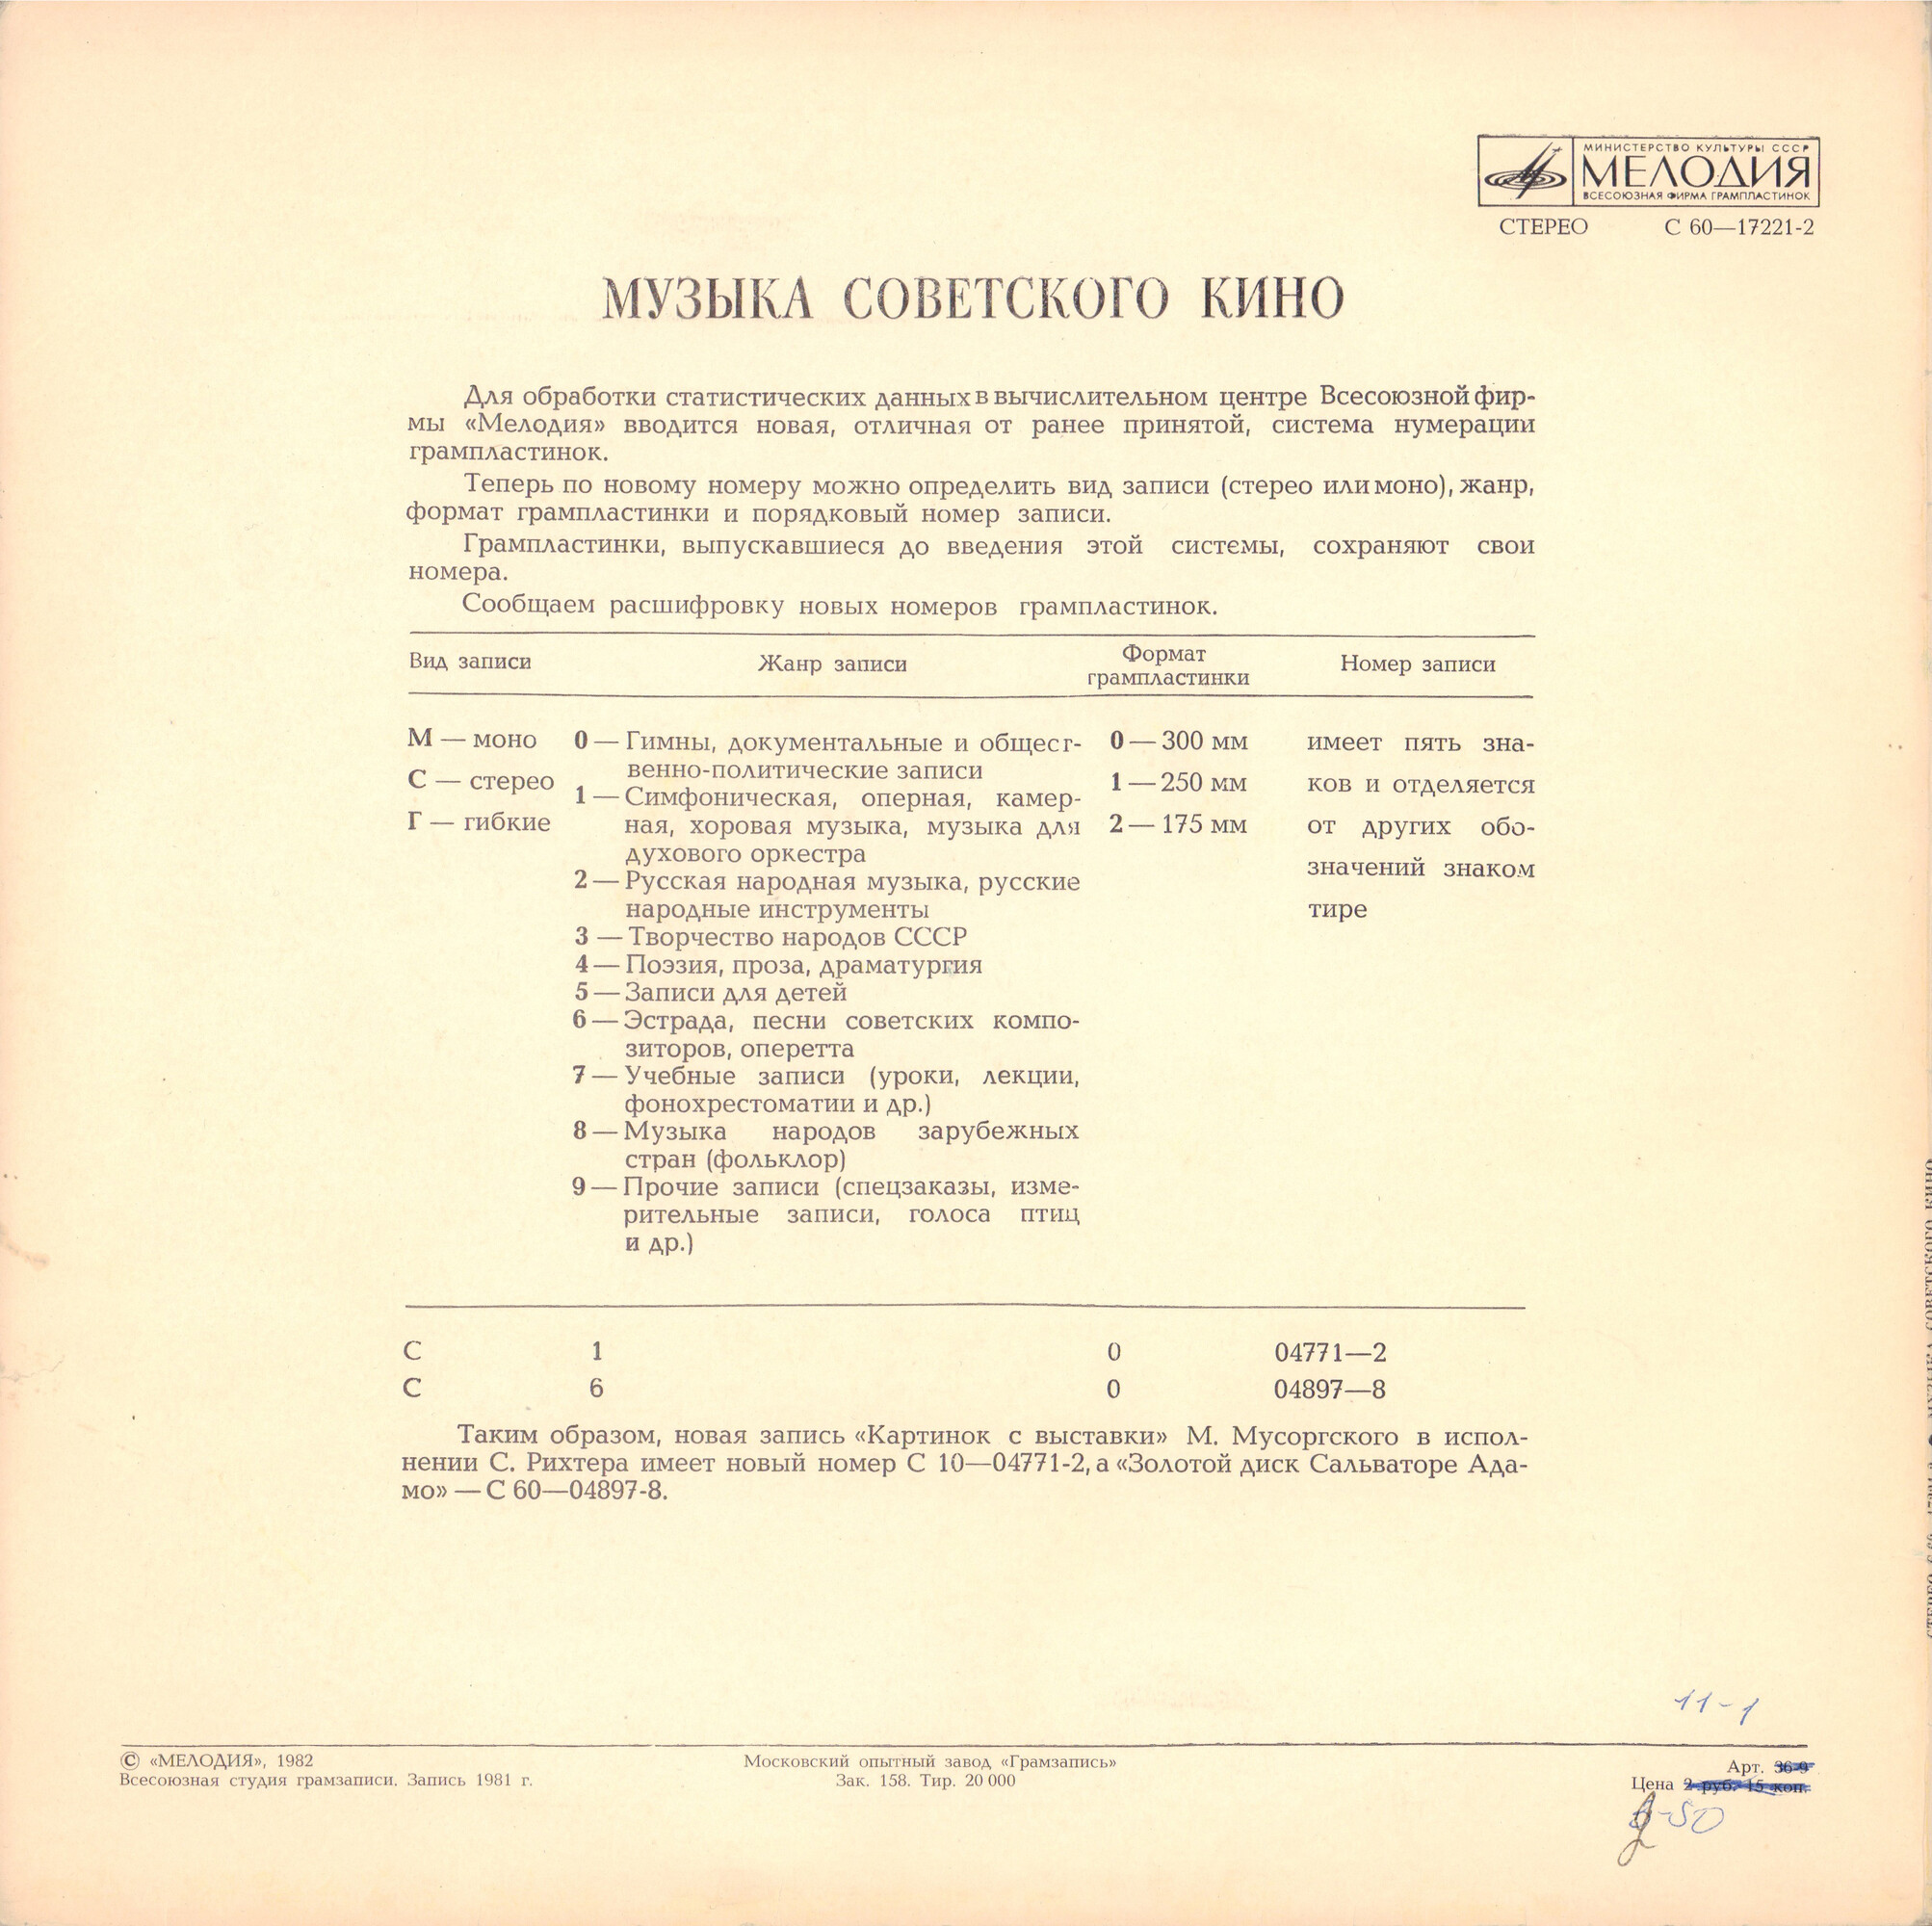 МИНИСТЕРСТВО КУЛЬТУРЫ СССР
МЕЛОДИЯ
ВСЕСОЮЗНАЯ ФИРМА ГРАМПЛАСТИНОК
СТЕРЕО С 60—17221-2
МУЗЫКА СОВЕТСКОГО КИНО
Для обработки статистических данных в вычислительном центре Всесоюзной фир-
мы «Мелодия» вводится новая, отличная от ранее принятой, система нумерации
грампластинок.
Теперь по новому номеру можно определить вид записи (стерео или моно), жанр,
формат грампластинки и порядковый номер записи.
Грампластинки, выпускавшиеся до введения этой системы, сохраняют свои
номера.
Сообщаем расшифровку новых номеров грампластинок.
Вид записи Жанр записи Формат грампластинки Номер записи
М — моно
С — стерео
Г — гибкие
0 — Гимны, документальные и общест-
венно-политические записи
1 — Симфоническая, оперная, камер-
ная, хоровая музыка, музыка для
духового оркестра
2 — Русская народная музыка, русские
народные инструменты
3 — Творчество народов СССР
4 — Поэзия, проза, драматургия
5 — Записи для детей
6 — Эстрада, песни советских компо-
зиторов, оперетта
7 — Учебные записи (уроки, лекции,
фонохрестоматии и др.)
8 — Музыка народов зарубежных
стран (фольклор)
9 — Прочие записи (спецзаказы, изме-
рительные записи, голоса птиц
и др.)
0 — 300 мм
1 — 250 мм
2 — 175 мм
имеет пять зна-
ков и отделяется
от других обо-
значений знаком
тире
С 1 0 04771—2
С 6 0 04897—8
Таким образом, новая запись «Картинок с выставки» М. Мусоргского в испол-
нении С. Рихтера имеет новый номер С 10—04771-2, а «Золотой диск Сальваторе Ада-
мо» — С 60—04897-8.
11-1
© «МЕЛОДИЯ», 1982
Всесоюзная студия грамзаписи. Запись 1981 г.
Московский опытный завод «Грамзапись»
Зак. 158. Тир. 20 000
Арт. 36-9
Цена 2 руб. 15 коп.